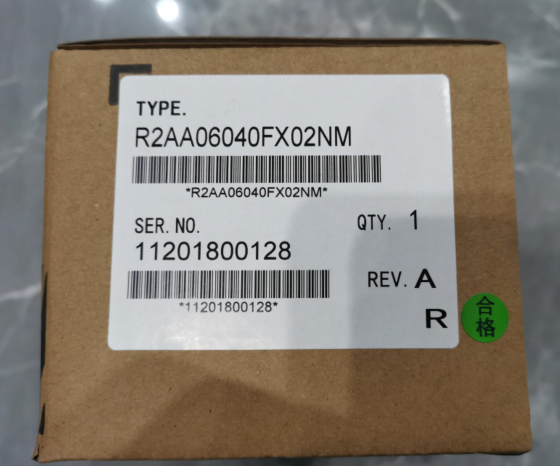 TYPE.
R2AA06040FX02NM
*R2AA06040FX02NM*
SER. NO.
QTY. 1
11201800128
*11201800128*
REV. A
R
合
格